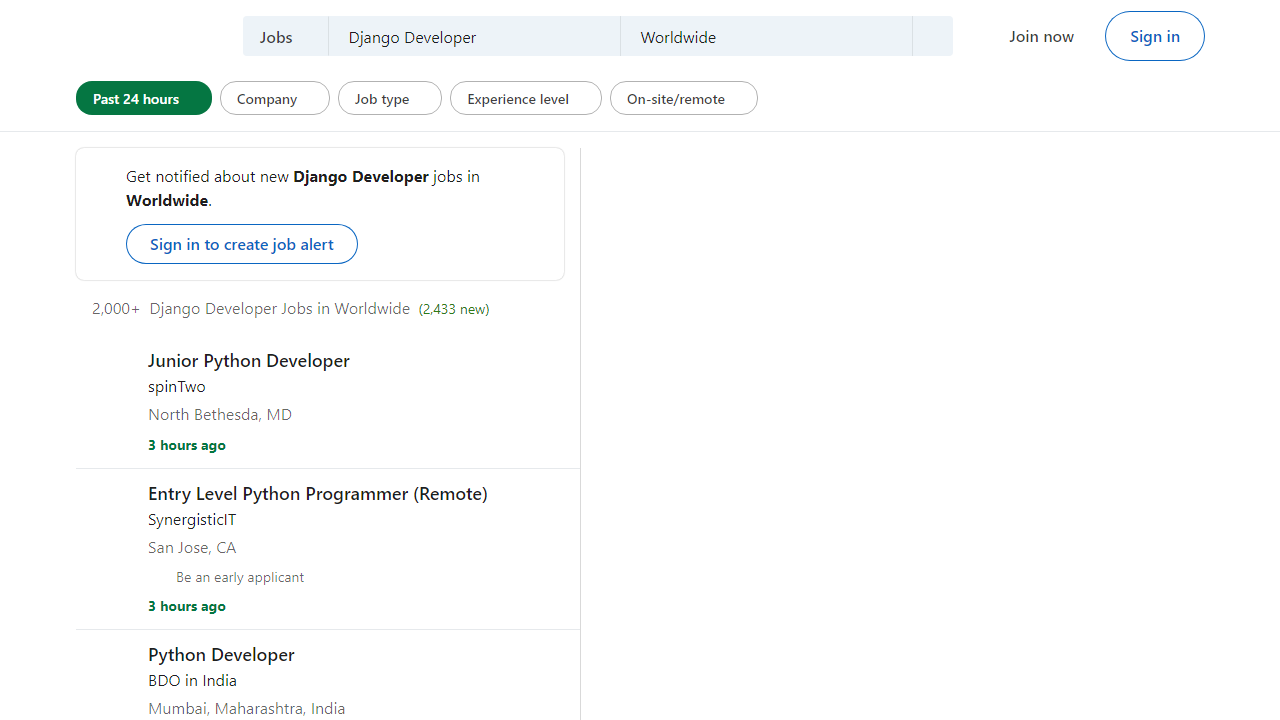 Jobs Django Developer Worldwide Join now Sign in
Past 24 hours Company Job type Experience level On-site/remote
Get notified about new Django Developer jobs in
Worldwide.
Sign in to create job alert
2,000+ Django Developer Jobs in Worldwide (2,433 new)
Junior Python Developer
spinTwo
North Bethesda, MD
3 hours ago
Entry Level Python Programmer (Remote)
SynergisticIT
San Jose, CA
Be an early applicant
3 hours ago
Python Developer
BDO in India
Mumbai, Maharashtra, India